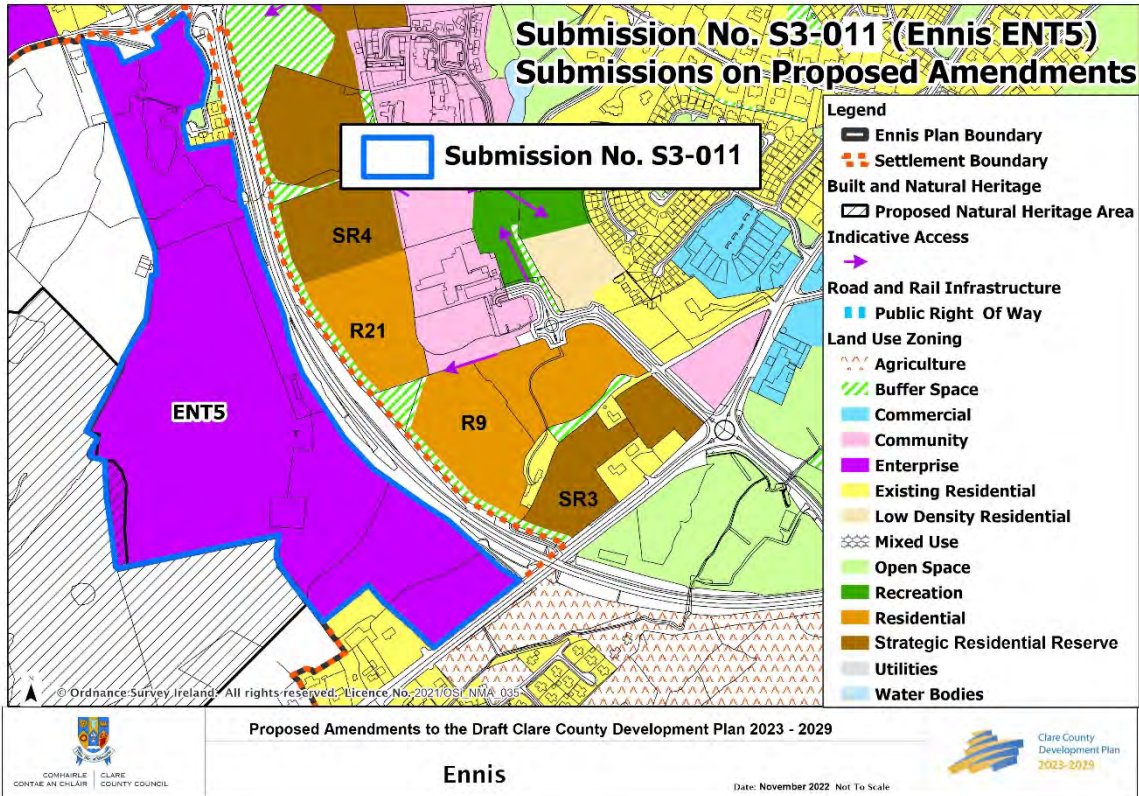 Submission No. S3-011 (Ennis ENT5)
Submissions on Proposed Amendments
Submission No. S3-011
SR4
R21
R9
SR3
ENT5
Legend
Ennis Plan Boundary
Settlement Boundary
Built and Natural Heritage
Proposed Natural Heritage Area
Indicative Access
Road and Rail Infrastructure
Public Right Of Way
Land Use Zoning
Agriculture
Buffer Space
Commercial
Community
Enterprise
Existing Residential
Low Density Residential
Mixed Use
Open Space
Recreation
Residential
Strategic Residential Reserve
Utilities
Water Bodies
© Ordnance Survey Ireland. All rights reserved. Licence No. 2021/OSi_NMA_035
COMHAIRLE CONTAE AN CHLÁIR
CLARE COUNTY COUNCIL
Proposed Amendments to the Draft Clare County Development Plan 2023 - 2029
Ennis
Date: November 2022 Not To Scale
Clare County
Development Plan
2023-2029